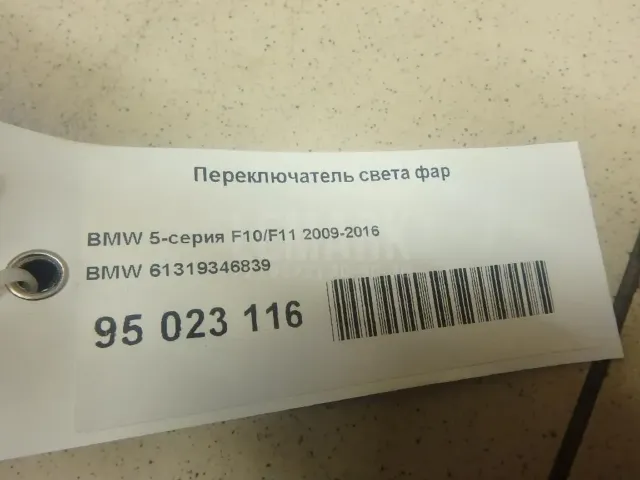 Переключатель света фар
BMW 5-серия F10/F11 2009-2016
BMW 61319346839
95 023 116